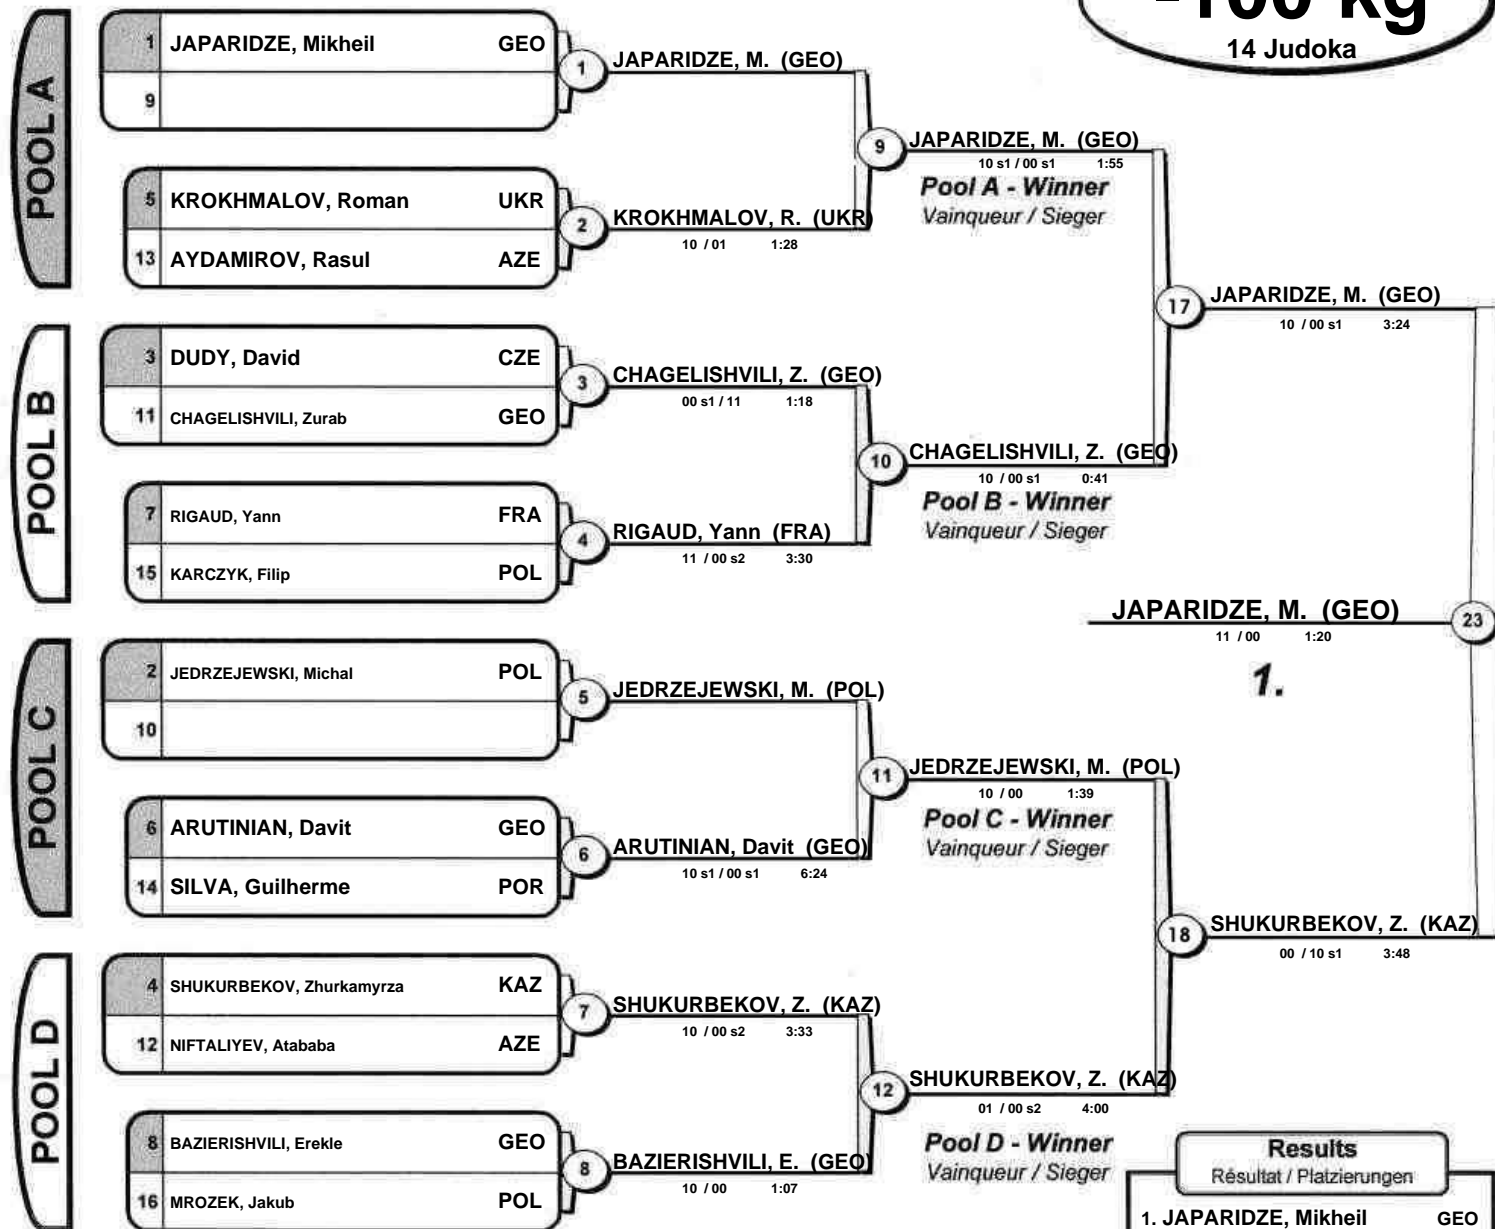 -100 kg
14 Judoka
POOL A
1 JAPARIDZE, Mikheil GEO
9
1
JAPARIDZE, M. (GEO)
5 KROKHMALOV, Roman UKR
13 AYDAMIROV, Rasul AZE
2
KROKHMALOV, R. (UKR)
10 / 01 1:28
9
JAPARIDZE, M. (GEO)
10 s1 / 00 s1 1:55
Pool A - Winner
Vainqueur / Sieger
POOL B
3 DUDY, David CZE
11 CHAGELISHVILI, Zurab GEO
3
CHAGELISHVILI, Z. (GEO)
00 s1 / 11 1:18
7 RIGAUD, Yann FRA
15 KARCZYK, Filip POL
4
RIGAUD, Yann (FRA)
11 / 00 s2 3:30
10
CHAGELISHVILI, Z. (GEO)
10 / 00 s1 0:41
Pool B - Winner
Vainqueur / Sieger
17
JAPARIDZE, M. (GEO)
10 / 00 s1 3:24
JAPARIDZE, M. (GEO)
11 / 00 1:20
23
1.
POOL C
2 JEDRZEJEWSKI, Michal POL
10
5
JEDRZEJEWSKI, M. (POL)
6 ARUTINIAN, Davit GEO
14 SILVA, Guilherme POR
6
ARUTINIAN, Davit (GEO)
10 s1 / 00 s1 6:24
11
JEDRZEJEWSKI, M. (POL)
10 / 00 1:39
Pool C - Winner
Vainqueur / Sieger
POOL D
4 SHUKURBEKOV, Zhurkamyrza KAZ
12 NIFTALIYEV, Atababa AZE
7
SHUKURBEKOV, Z. (KAZ)
10 / 00 s2 3:33
8 BAZIERISHVILI, Erekle GEO
16 MROZEK, Jakub POL
8
BAZIERISHVILI, E. (GEO)
10 / 00 1:07
12
SHUKURBEKOV, Z. (KAZ)
01 / 00 s2 4:00
Pool D - Winner
Vainqueur / Sieger
18
SHUKURBEKOV, Z. (KAZ)
00 / 10 s1 3:48
Results
Résultat / Platzierungen
1. JAPARIDZE, Mikheil GEO